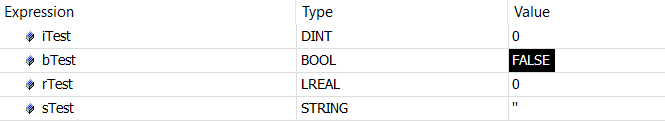 Expression Type Value
iTest DINT 0
bTest BOOL FALSE
rTest LREAL 0
sTest STRING ''